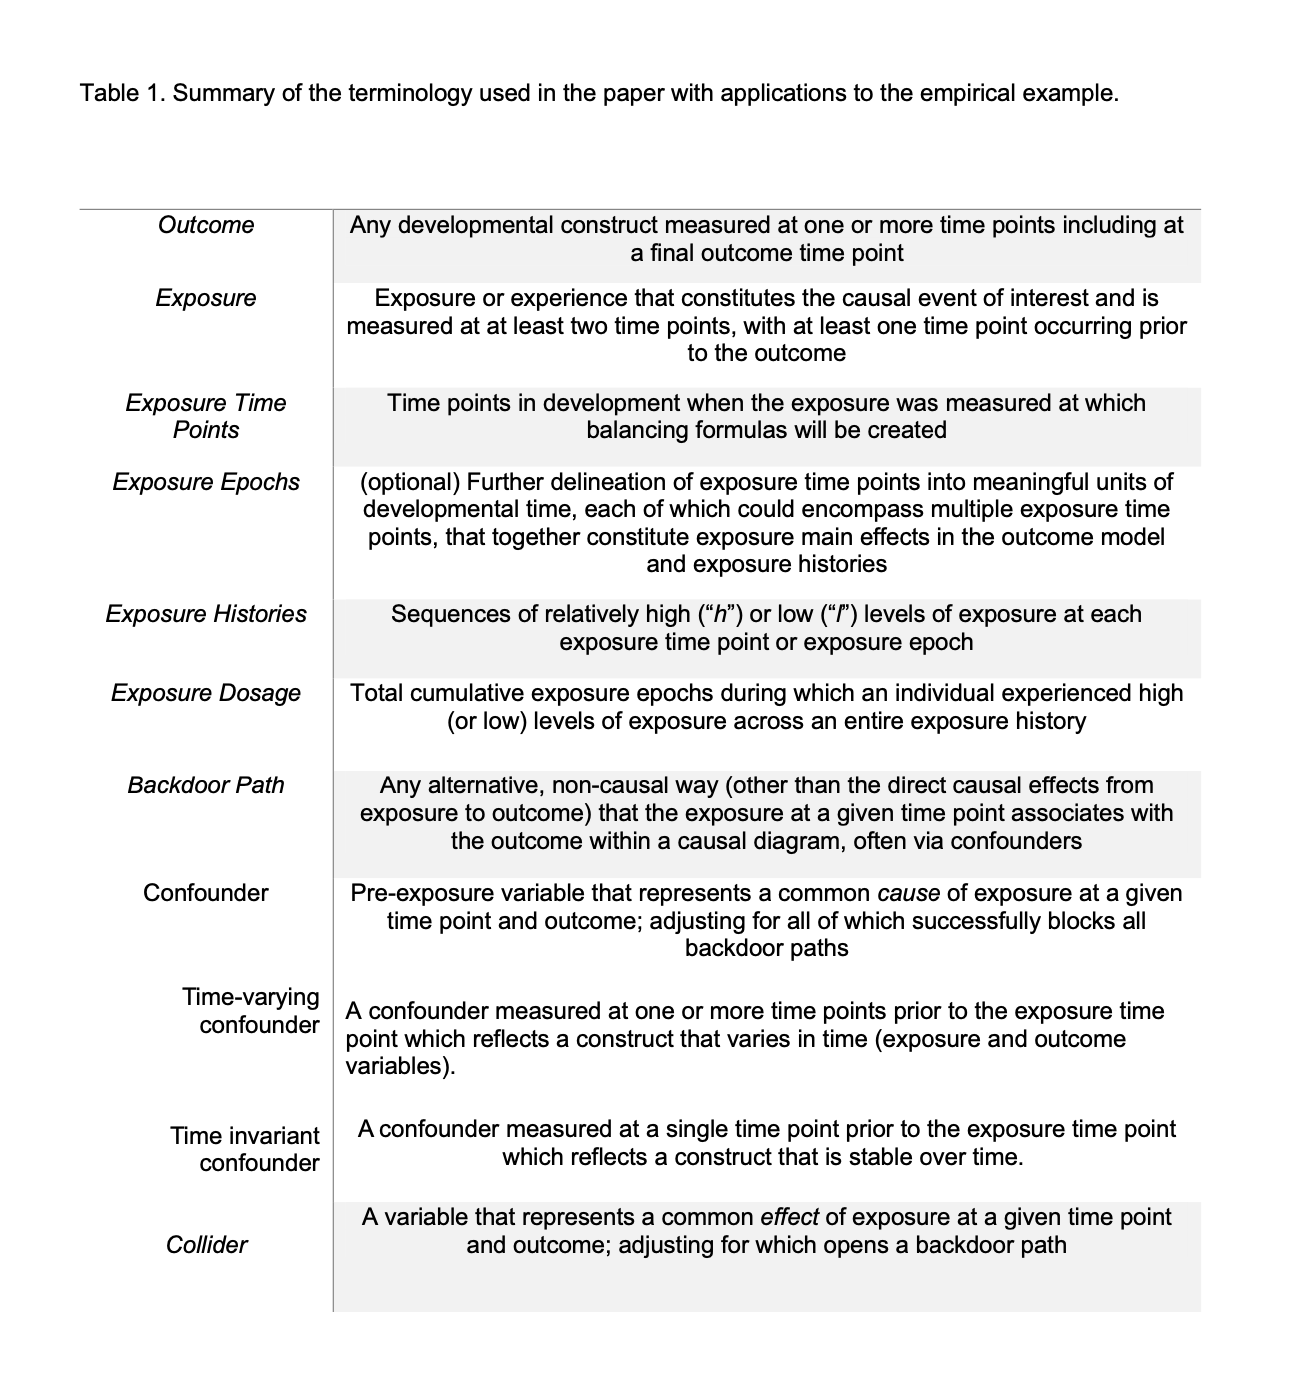 Table 1. Summary of the terminology used in the paper with applications to the empirical example.
Outcome
Any developmental construct measured at one or more time points including at
a final outcome time point
Exposure
Exposure or experience that constitutes the causal event of interest and is
measured at at least two time points, with at least one time point occurring prior
to the outcome
Exposure Time
Points
Time points in development when the exposure was measured at which
balancing formulas will be created
Exposure Epochs
(optional) Further delineation of exposure time points into meaningful units of
developmental time, each of which could encompass multiple exposure time
points, that together constitute exposure main effects in the outcome model
and exposure histories
Exposure Histories
Sequences of relatively high (“h”) or low (“l”) levels of exposure at each
exposure time point or exposure epoch
Exposure Dosage
Total cumulative exposure epochs during which an individual experienced high
(or low) levels of exposure across an entire exposure history
Backdoor Path
Any alternative, non-causal way (other than the direct causal effects from
exposure to outcome) that the exposure at a given time point associates with
the outcome within a causal diagram, often via confounders
Confounder
Pre-exposure variable that represents a common cause of exposure at a given
time point and outcome; adjusting for all of which successfully blocks all
backdoor paths
Time-varying
confounder
A confounder measured at one or more time points prior to the exposure time
point which reflects a construct that varies in time (exposure and outcome
variables).
Time invariant
confounder
A confounder measured at a single time point prior to the exposure time point
which reflects a construct that is stable over time.
Collider
A variable that represents a common effect of exposure at a given time point
and outcome; adjusting for which opens a backdoor path